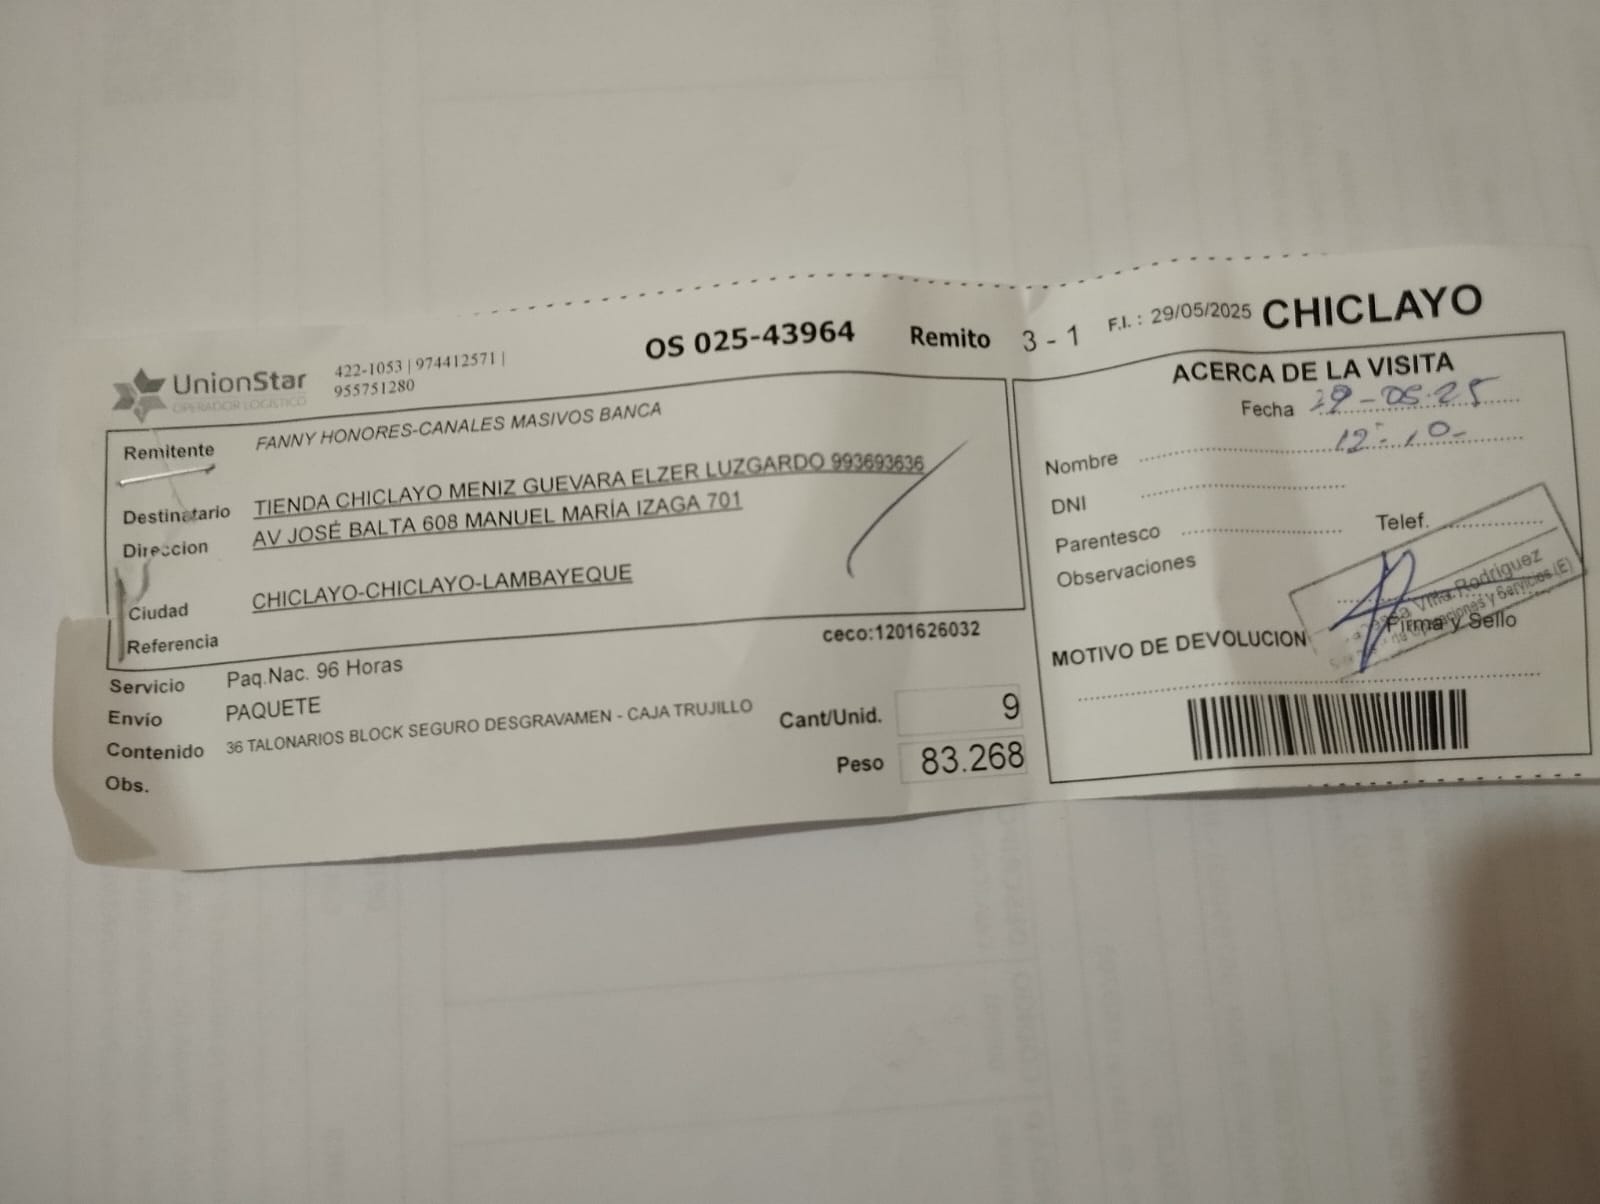 UnionStar
OPERADOR LOGISTICO
422-1053 | 974412571 |
955751280
OS 025-43964 Remito 3 - 1 F.I. : 29/05/2025 CHICLAYO
Remitente FANNY HONORES-CANALES MASIVOS BANCA
Destinatario TIENDA CHICLAYO MENIZ GUEVARA ELZER LUZGARDO 993693636
Direccion AV JOSÉ BALTA 608 MANUEL MARÍA IZAGA 701
Ciudad CHICLAYO-CHICLAYO-LAMBAYEQUE
Referencia
ceco:1201626032
Servicio Paq.Nac. 96 Horas
Envío PAQUETE
Contenido 36 TALONARIOS BLOCK SEGURO DESGRAVAMEN - CAJA TRUJILLO
Obs.
Cant/Unid. 9
Peso 83.268
ACERCA DE LA VISITA
Fecha 29-05-25
12:10
Nombre
DNI
Parentesco Telef.
Observaciones
Rodriguez
Operaciones y Servicios (E)
Firma y Sello
MOTIVO DE DEVOLUCION